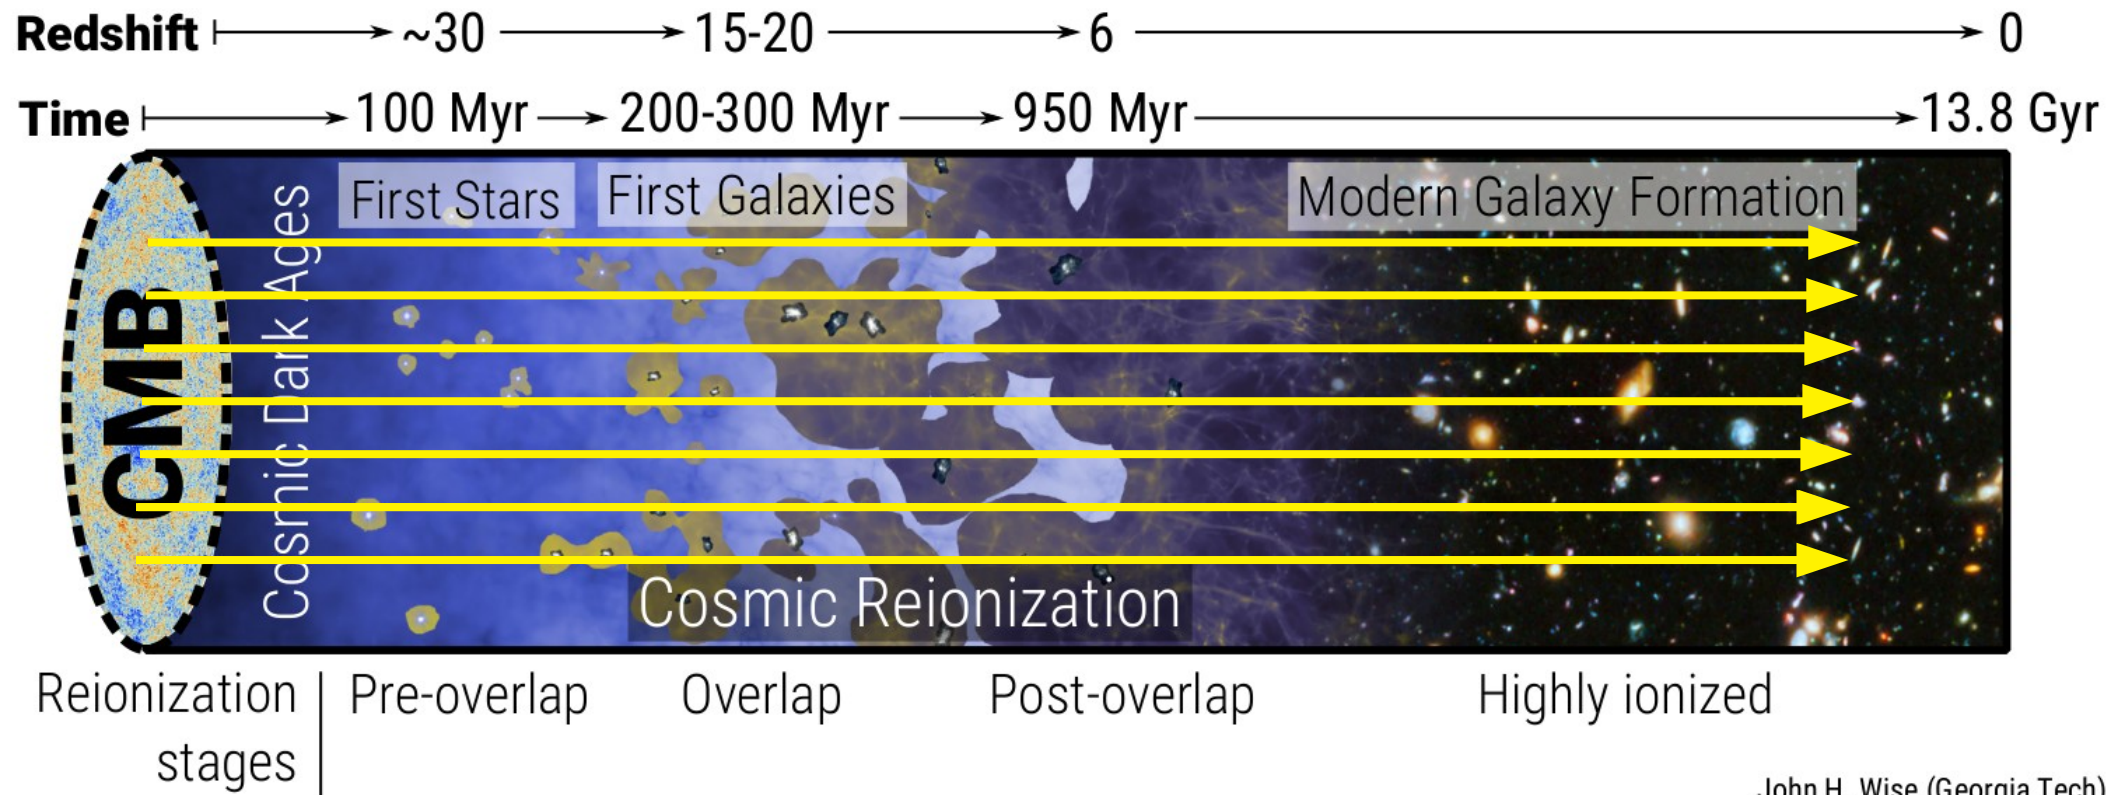 Redshift ~30 15-20 6 0
Time 100 Myr 200-300 Myr 950 Myr 13.8 Gyr
CMB
Cosmic Dark Ages
First Stars
First Galaxies
Modern Galaxy Formation
Cosmic Reionization
Reionization
stages
Pre-overlap
Overlap
Post-overlap
Highly ionized
John H. Wise (Georgia Tech)